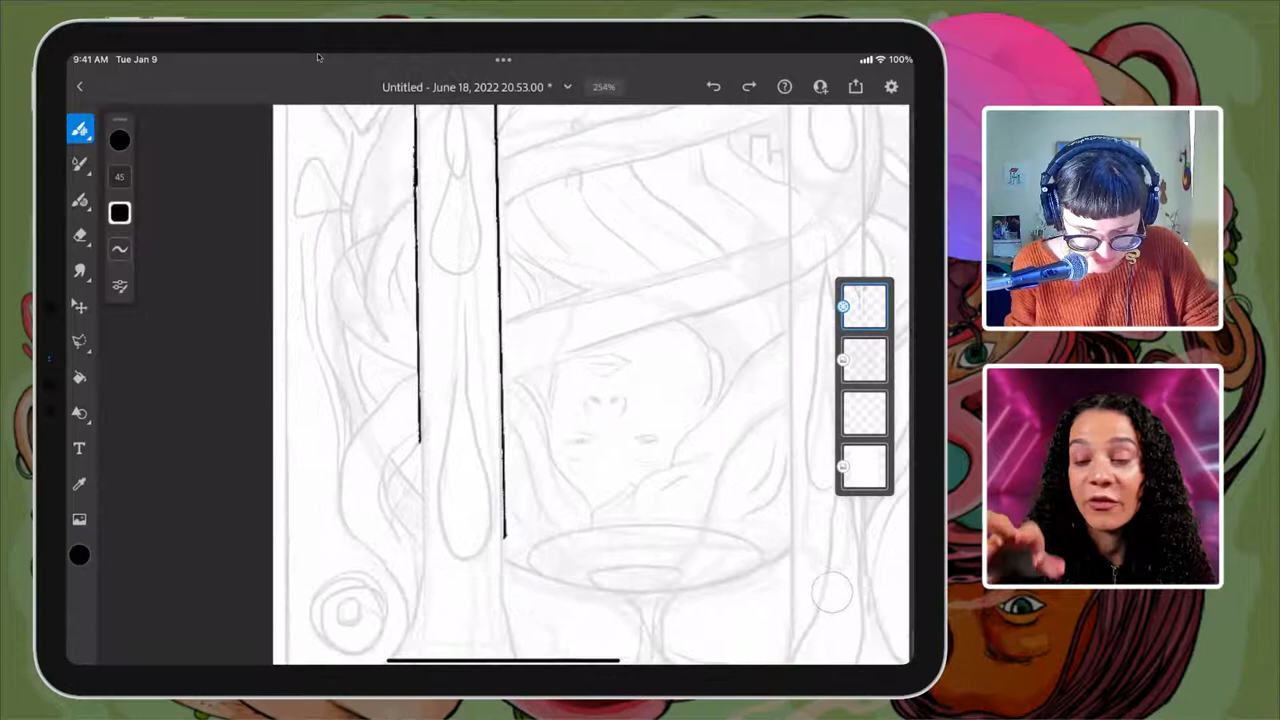 9:41 AM Tue Jan 9
100%
Untitled - June 18, 2022 20.53.00 *
254%
45
T